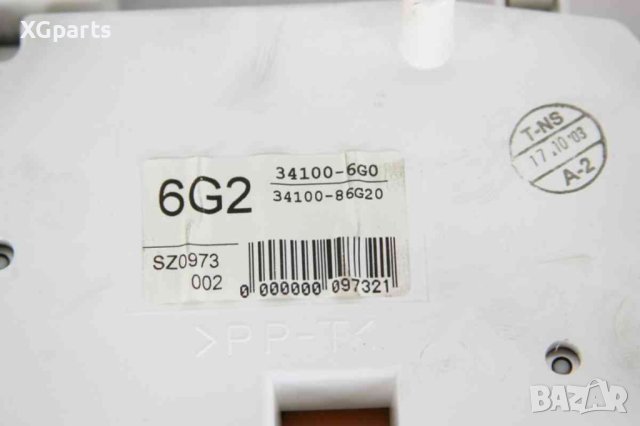 XGparts
T-NS
17.10'03
A-2
6G2
34100-6G0
34100-86G20
SZ0973
002
0 000000 097321
>PP-T<
BAZAR